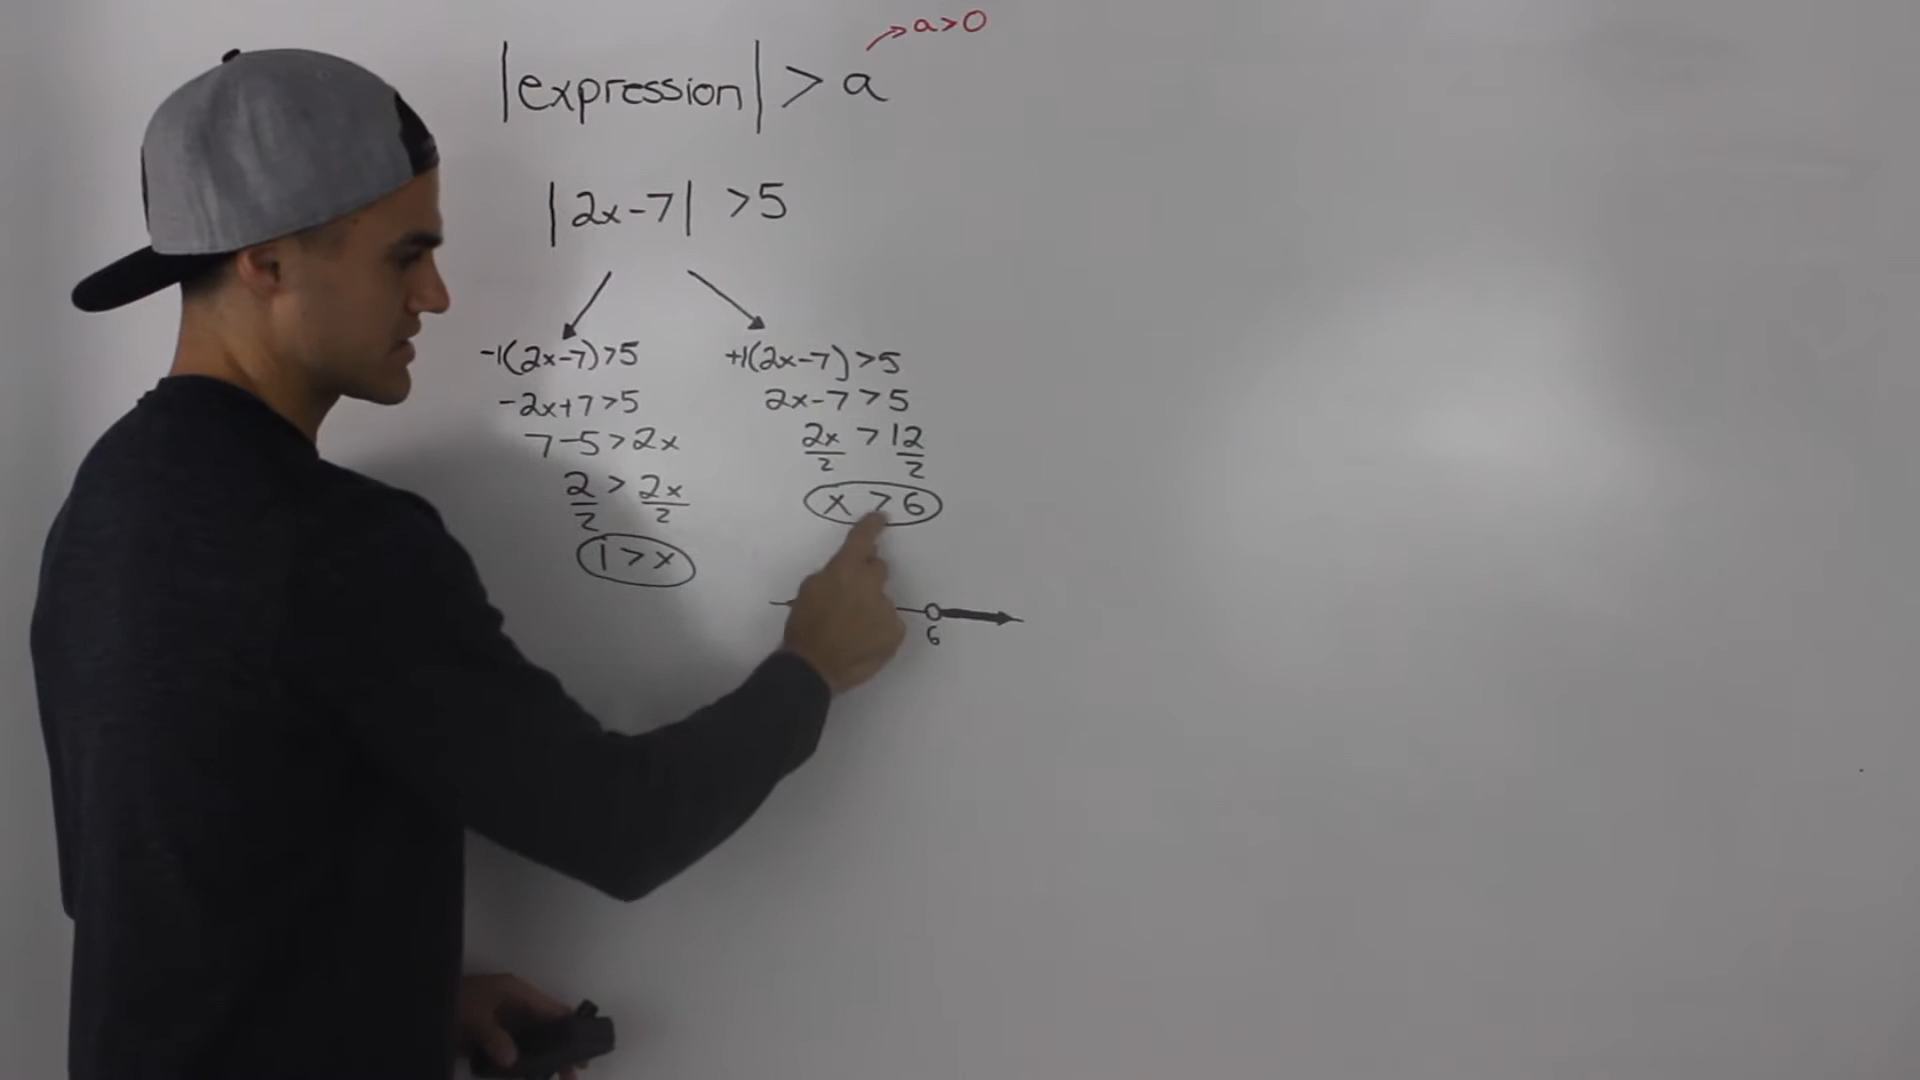 a>0
|expression| > a
|2x-7| >5
-1(2x-7)>5
+1(2x-7)>5
-2x+7>5
2x-7>5
7-5>2x
2x/2 > 12/2
2/2 > 2x/2
x > 6
1 > x
6